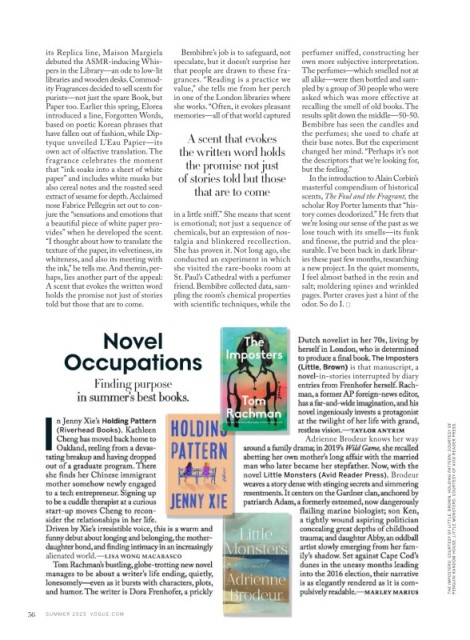 its Replica line, Maison Margiela
debuted the ASMR-inducing Whis-
pers in the Library—an ode to low-lit
libraries and wooden desks. Commod-
ity Fragrances decided to sell scents for
purists—not just the spare Book, but
Paper too. Earlier this spring, Elorea
introduced a line, Forgotten Words,
based on poetic Korean phrases that
have fallen out of fashion, while Dip-
tyque unveiled L'Eau Papier—its
own act of olfactive translation. The
fragrance celebrates the moment
that "ink soaks into a sheet of white
paper" and includes white musks but
also cereal notes and the roasted seed
extract of sesame for depth. Acclaimed
nose Fabrice Pellegrin set out to con-
jure the "sensations and emotions that
a beautiful piece of white paper pro-
vides" when he developed the scent.
"I thought about how to translate the
texture of the paper, its velvetiness, its
whiteness, and also its meeting with
the ink," he tells me. And therein, per-
haps, lies another part of the appeal:
A scent that evokes the written word
holds the promise not just of stories
told but those that are to come.
Bembibre's job is to safeguard, not
speculate, but it doesn't surprise her
that people are drawn to these fra-
grances. "Reading is a practice we
value," she tells me from her perch
in one of the London libraries where
she works. "Often, it evokes pleasant
memories—all of that world captured
A scent that evokes
the written word holds
the promise not just
of stories told but those
that are to come
in a little sniff." She means that scent
is emotional; not just a sequence of
chemicals, but an expression of nos-
talgia and blinkered recollection.
She has proven it. Not long ago, she
conducted an experiment in which
she visited the rare-books room at
St. Paul's Cathedral with a perfumer
friend. Bembibre collected data, sam-
pling the room's chemical properties
with scientific techniques, while the
perfumer sniffed, constructing her
own more subjective interpretation.
The perfumes—which smelled not at
all alike—were then bottled and sam-
pled by a group of 30 people who were
asked which was more effective at
recalling the smell of old books. The
results split down the middle—50-50.
Bembibre has seen the candles and
the perfumes; she used to chafe at
their base notes. But the experiment
changed her mind. "Perhaps it's not
the descriptors that we're looking for,
but the feeling."
In the introduction to Alain Corbin's
masterful compendium of historical
scents, The Foul and the Fragrant, the
scholar Roy Porter laments that "his-
tory comes deodorized." He fears that
we're losing our sense of the past as we
lose touch with its smells—its funk
and finesse, the putrid and the plea-
surable. I've been back in dark librar-
ies these past few months, researching
a new project. In the quiet moments,
I feel almost bathed in the resin and
salt; moldering spines and wrinkled
pages. Porter craves just a hint of the
odor. So do I. □
Novel
Occupations
Finding purpose
in summer's best books.
In Jenny Xie's Holding Pattern
(Riverhead Books), Kathleen
Cheng has moved back home to
Oakland, reeling from a devas-
tating breakup and having dropped
out of a graduate program. There
she finds her Chinese immigrant
mother somehow newly engaged
to a tech entrepreneur. Signing up
to be a cuddle therapist at a curious
start-up moves Cheng to recon-
sider the relationships in her life.
Driven by Xie's irresistible voice, this is a warm and
funny debut about longing and belonging, the mother-
daughter bond, and finding intimacy in an increasingly
alienated world.—LISA WONG MACABASCO
Tom Rachman's bustling, globe-trotting new novel
manages to be about a writer's life ending, quietly,
lonesomely—even as it bursts with characters, plots,
and humor. The writer is Dora Frenhofer, a prickly
The
Imposters
Tom
Rachman
HOLDING
PATTERN
JENNY XIE
Little
Monsters
Adrienne
Brodeur
Dutch novelist in her 70s, living by
herself in London, who is determined
to produce a final book. The Imposters
(Little, Brown) is that manuscript, a
novel-in-stories interrupted by diary
entries from Frenhofer herself. Rach-
man, a former AP foreign-news editor,
has a far-and-wide imagination, and his
novel ingeniously invests a protagonist
at the twilight of her life with grand,
restless vision.—TAYLOR ANTRIM
Adrienne Brodeur knows her way
around a family drama; in 2019's Wild Game, she recalled
abetting her own mother's long affair with the married
man who later became her stepfather. Now, with the
novel Little Monsters (Avid Reader Press), Brodeur
weaves a story dense with stinging secrets and simmering
resentments. It centers on the Gardner clan, anchored by
patriarch Adam, a formerly esteemed, now dangerously
flailing marine biologist; son Ken,
a tightly wound aspiring politician
concealing great depths of childhood
trauma; and daughter Abby, an oddball
artist slowly emerging from her fam-
ily's shadow. Set against Cape Cod's
dunes in the uneasy months leading
into the 2016 election, their narrative
is as elegantly rendered as it is com-
pulsively readable.—MARLEY MARIUS
56 SUMMER 2023 VOGUE.COM
THE IMPOSTERS: COURTESY OF LITTLE, BROWN. HOLDING PATTERN: COURTESY OF
PENGUIN RANDOM HOUSE. LITTLE MONSTERS: COURTESY OF AVID READER PRESS.